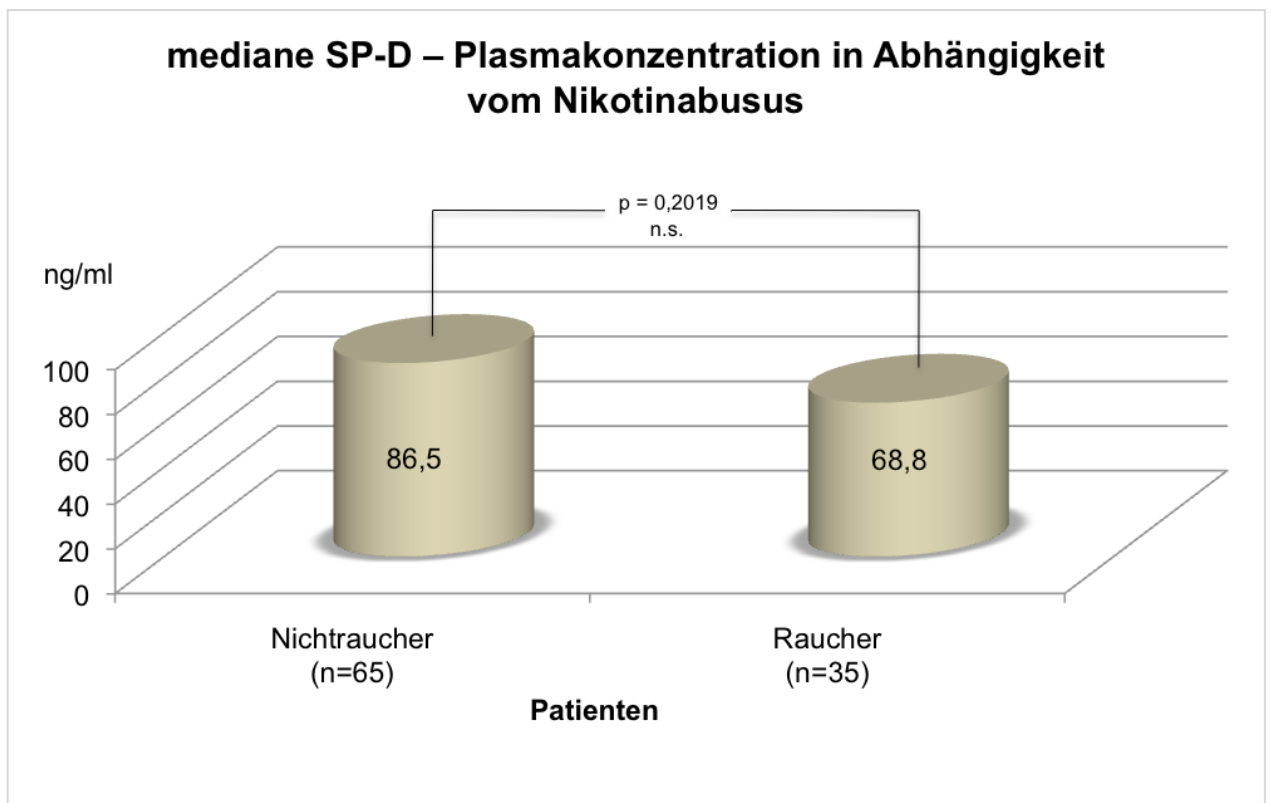 mediane SP-D – Plasmakonzentration in Abhängigkeit
vom Nikotinabusus
p = 0,2019
n.s.
ng/ml
100
80
60
40
20
0
86,5
68,8
Nichtraucher
(n=65)
Raucher
(n=35)
Patienten